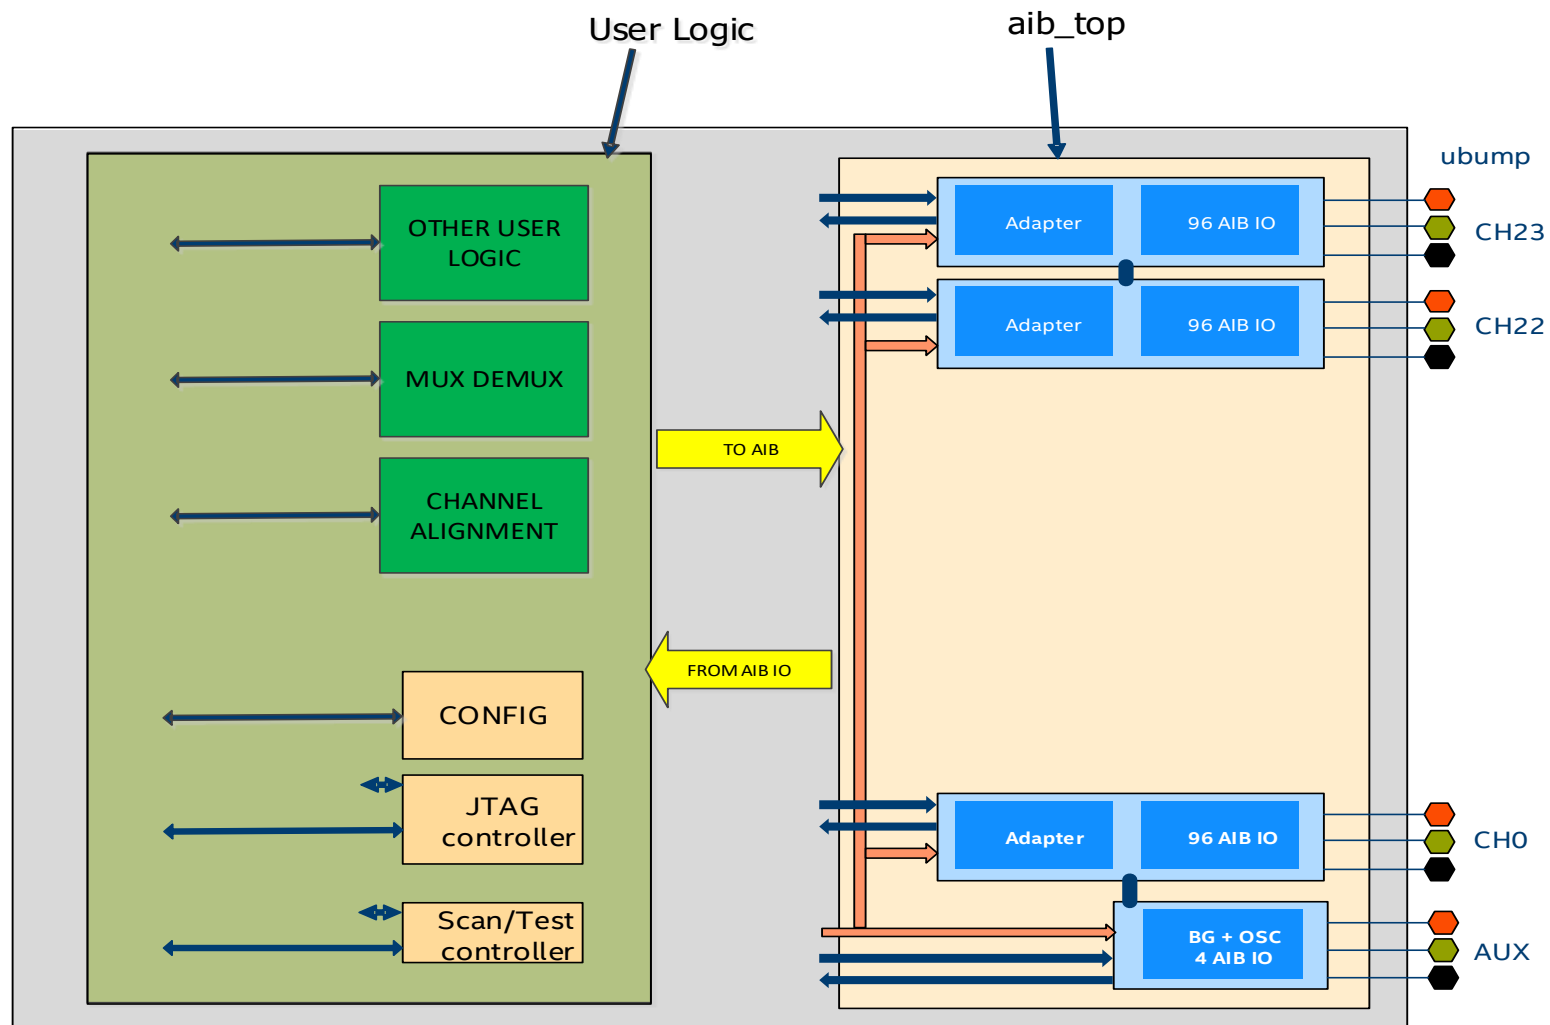 User Logic
aib_top
ubump
OTHER USER
LOGIC
Adapter
96 AIB IO
CH23
Adapter
96 AIB IO
CH22
MUX DEMUX
TO AIB
CHANNEL
ALIGNMENT
FROM AIB IO
CONFIG
JTAG
controller
Adapter
96 AIB IO
CH0
Scan/Test
controller
BG + OSC
4 AIB IO
AUX